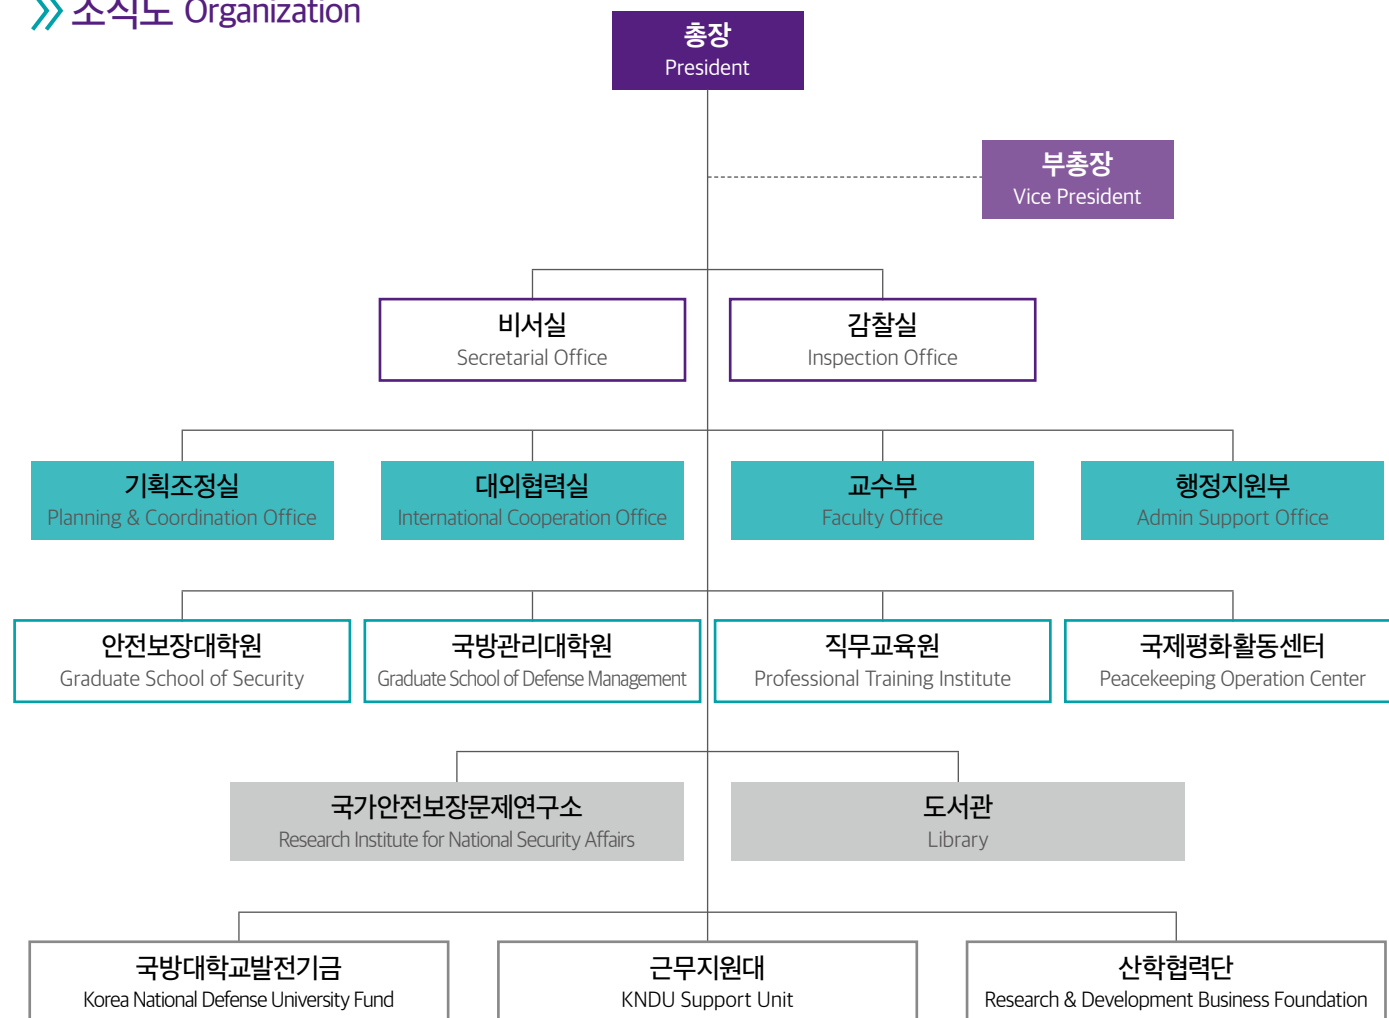 조직도 Organization
총장
President
부총장
Vice President
비서실
Secretarial Office
감찰실
Inspection Office
기획조정실
Planning & Coordination Office
대외협력실
International Cooperation Office
교수부
Faculty Office
행정지원부
Admin Support Office
안전보장대학원
Graduate School of Security
국방관리대학원
Graduate School of Defense Management
직무교육원
Professional Training Institute
국제평화활동센터
Peacekeeping Operation Center
국가안전보장문제연구소
Research Institute for National Security Affairs
도서관
Library
국방대학교발전기금
Korea National Defense University Fund
근무지원대
KNDU Support Unit
산학협력단
Research & Development Business Foundation